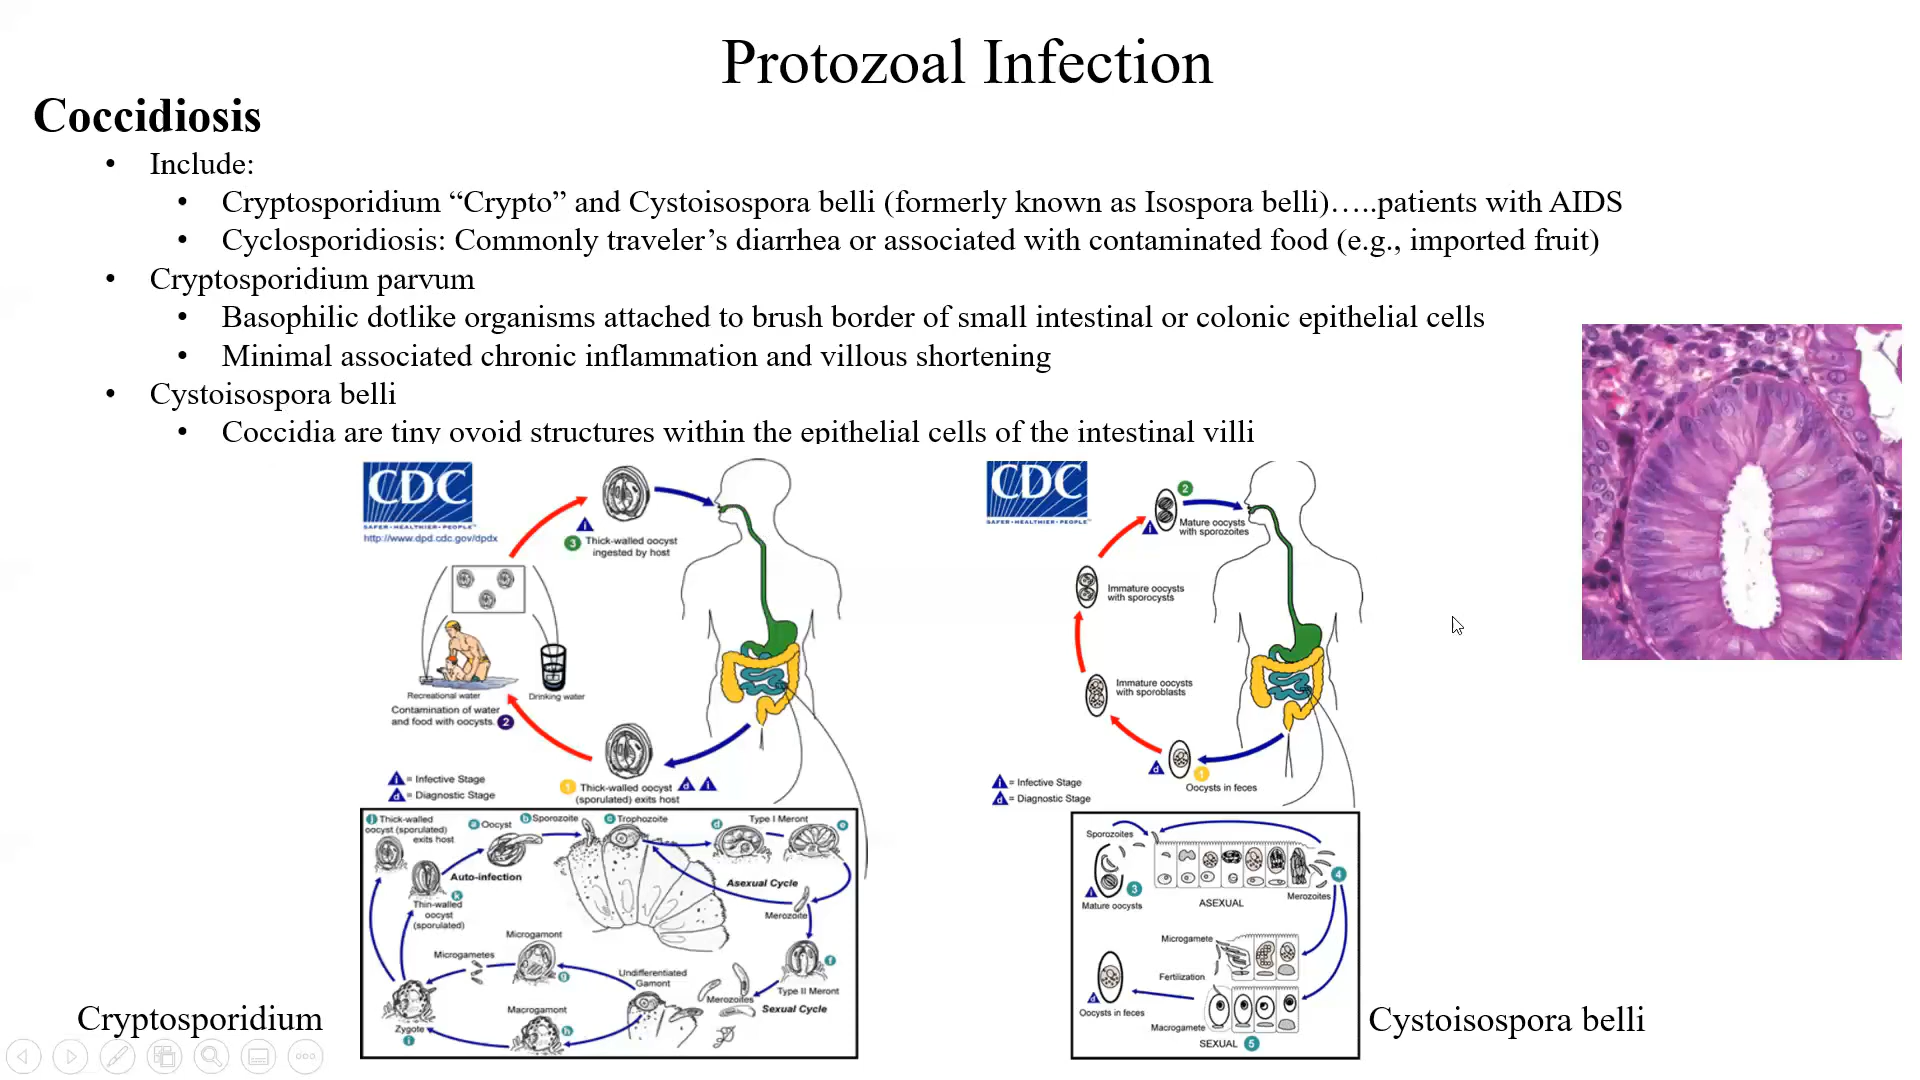 Protozoal Infection
Coccidiosis
• Include:
• Cryptosporidium “Crypto” and Cystoisospora belli (formerly known as Isospora belli)…..patients with AIDS
• Cyclosporidiosis: Commonly traveler’s diarrhea or associated with contaminated food (e.g., imported fruit)
• Cryptosporidium parvum
• Basophilic dotlike organisms attached to brush border of small intestinal or colonic epithelial cells
• Minimal associated chronic inflammation and villous shortening
• Cystoisospora belli
• Coccidia are tiny ovoid structures within the epithelial cells of the intestinal villi
CDC
SAFER • HEALTHIER • PEOPLE™
http://www.dpd.cdc.gov/dpdx
i
3 Thick-walled oocyst
ingested by host
Recreational water
Drinking water
Contamination of water
and food with oocysts. 2
i = Infective Stage
d = Diagnostic Stage
1 Thick-walled oocyst d i
(sporulated) exits host
j Thick-walled
oocyst (sporulated)
exits host
a Oocyst
b Sporozoite
c Trophozoite
d
Type I Meront
e
Auto-infection
k
Thin-walled
oocyst
(sporulated)
Asexual Cycle
Merozoite
Microgamont
g
Microgametes
Undifferentiated
Gamont
f
Type II Meront
Merozoites
Sexual Cycle
Macrogamont
h
Zygote
i
Cryptosporidium
CDC
SAFER • HEALTHIER • PEOPLE™
2
i
Mature oocysts
with sporozoites
Immature oocysts
with sporocysts
Immature oocysts
with sporoblasts
d
1
Oocysts in feces
i = Infective Stage
d = Diagnostic Stage
Sporozoites
i
3
Mature oocysts
ASEXUAL
4
Merozoites
Microgamete
Fertilization
d
Oocysts in feces
Macrogamete
SEXUAL 5
Cystoisospora belli